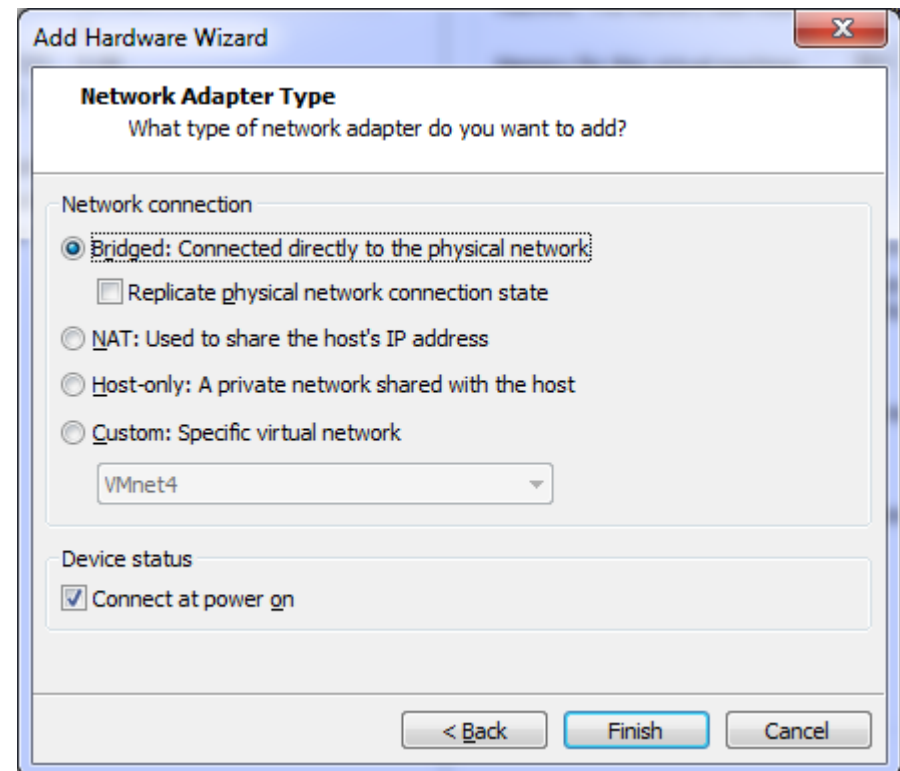 Add Hardware Wizard
Network Adapter Type
What type of network adapter do you want to add?
Network connection
Bridged: Connected directly to the physical network
Replicate physical network connection state
NAT: Used to share the host's IP address
Host-only: A private network shared with the host
Custom: Specific virtual network
VMnet4
Device status
Connect at power on
< Back Finish Cancel